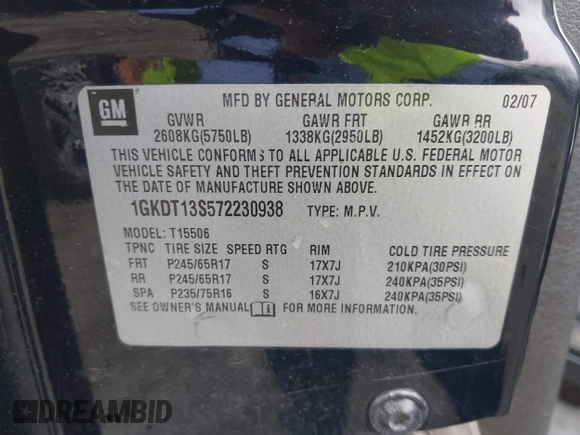 GM
MFD BY GENERAL MOTORS CORP. 02/07
GVWR GAWR FRT GAWR RR
2608KG(5750LB) 1338KG(2950LB) 1452KG(3200LB)
THIS VEHICLE CONFORMS TO ALL APPLICABLE U.S. FEDERAL MOTOR
VEHICLE SAFETY AND THEFT PREVENTION STANDARDS IN EFFECT ON
THE DATE OF MANUFACTURE SHOWN ABOVE.
1GKDT13S572230938 TYPE: M.P.V.
MODEL: T15506
TPNC TIRE SIZE SPEED RTG RIM COLD TIRE PRESSURE
FRT P245/65R17 S 17X7J 210KPA(30PSI)
RR P245/65R17 S 17X7J 240KPA(35PSI)
SPA P235/75R16 S 16X7J 240KPA(35PSI)
SEE OWNER'S MANUAL i FOR MORE INFORMATION.
DREAMBID